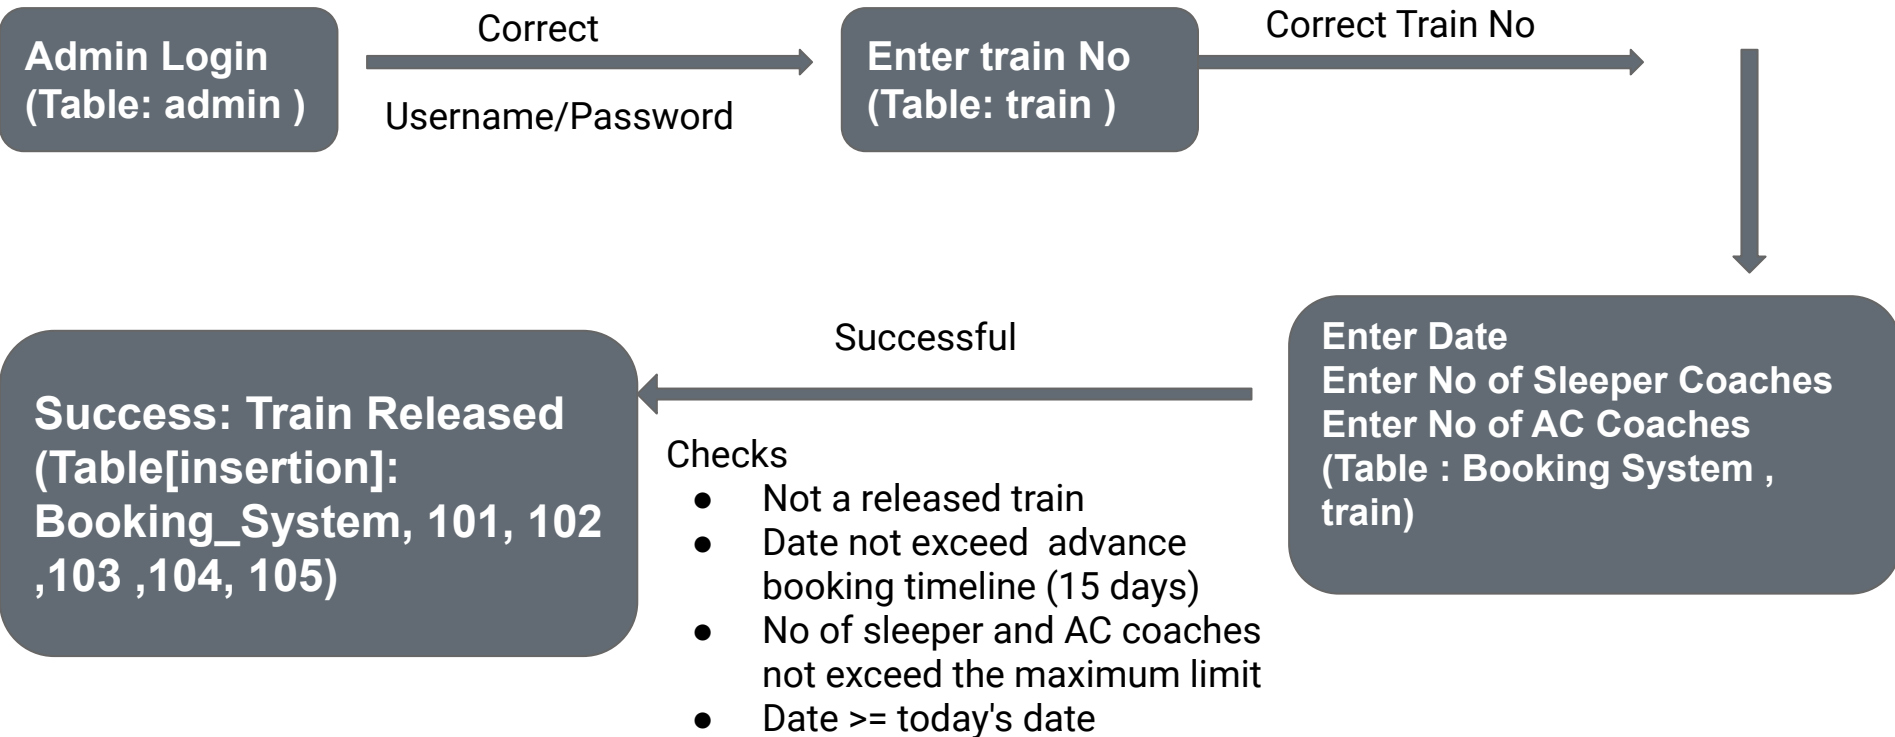 Admin Login
(Table: admin )
Correct
Username/Password
Enter train No
(Table: train )
Correct Train No
Enter Date
Enter No of Sleeper Coaches
Enter No of AC Coaches
(Table : Booking System ,
train)
Successful
Checks
● Not a released train
● Date not exceed  advance
booking timeline (15 days)
● No of sleeper and AC coaches
not exceed the maximum limit
● Date >= today's date
Success: Train Released
(Table[insertion]:
Booking_System, 101, 102
,103 ,104, 105)